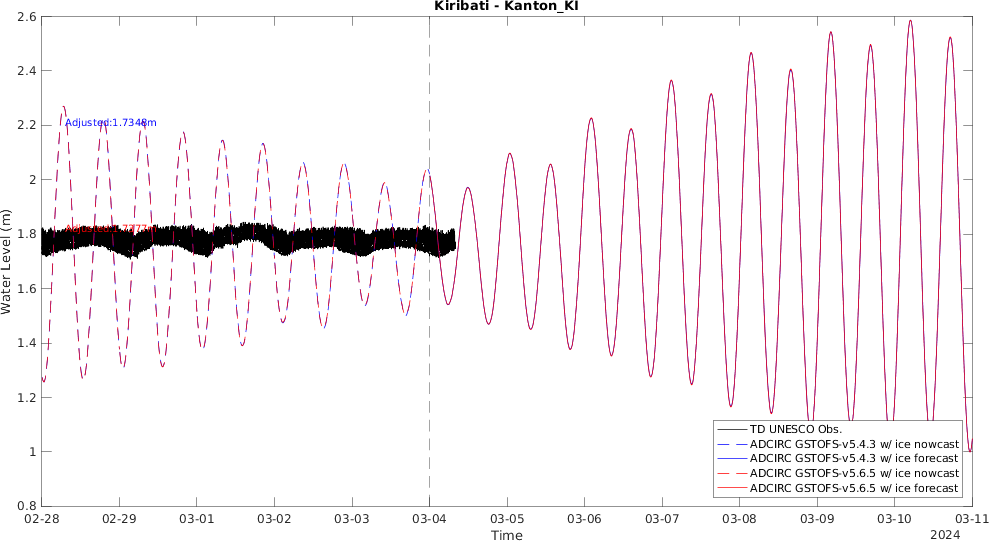 Kiribati - Kanton_KI
2.6
2.4
2.2
2
1.8
1.6
1.4
1.2
1
0.8
Water Level (m)
Adjusted:1.7348m
02-28
02-29
03-01
03-02
03-03
03-04
03-05
03-06
03-07
03-08
03-09
03-10
03-11
Time
2024
TD UNESCO Obs.
ADCIRC GSTOFS-v5.4.3 w/ ice nowcast
ADCIRC GSTOFS-v5.4.3 w/ ice forecast
ADCIRC GSTOFS-v5.6.5 w/ ice nowcast
ADCIRC GSTOFS-v5.6.5 w/ ice forecast